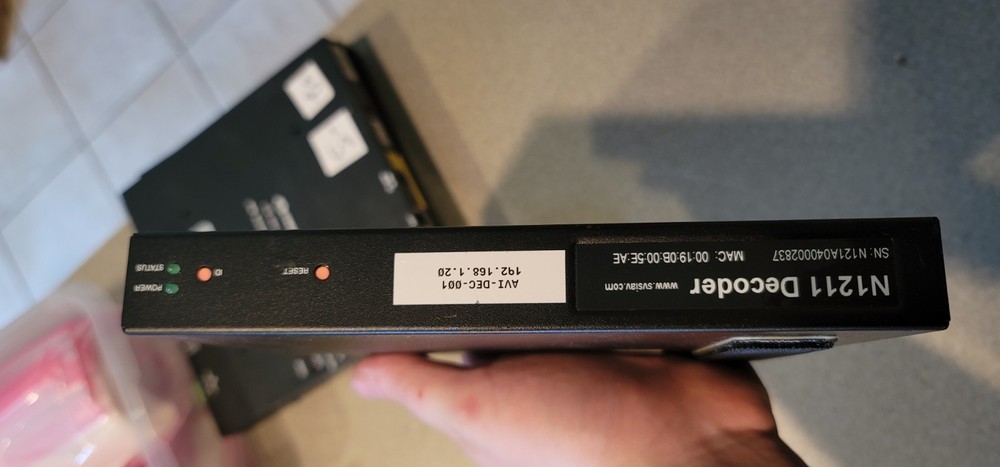 N1211 Decoder www.svsiav.com
SN: N121A040002837 MAC: 00:19:0B:00:5E:AE
AVI-DEC-001
192.168.1.20
RESET
ID
POWER
STATUS